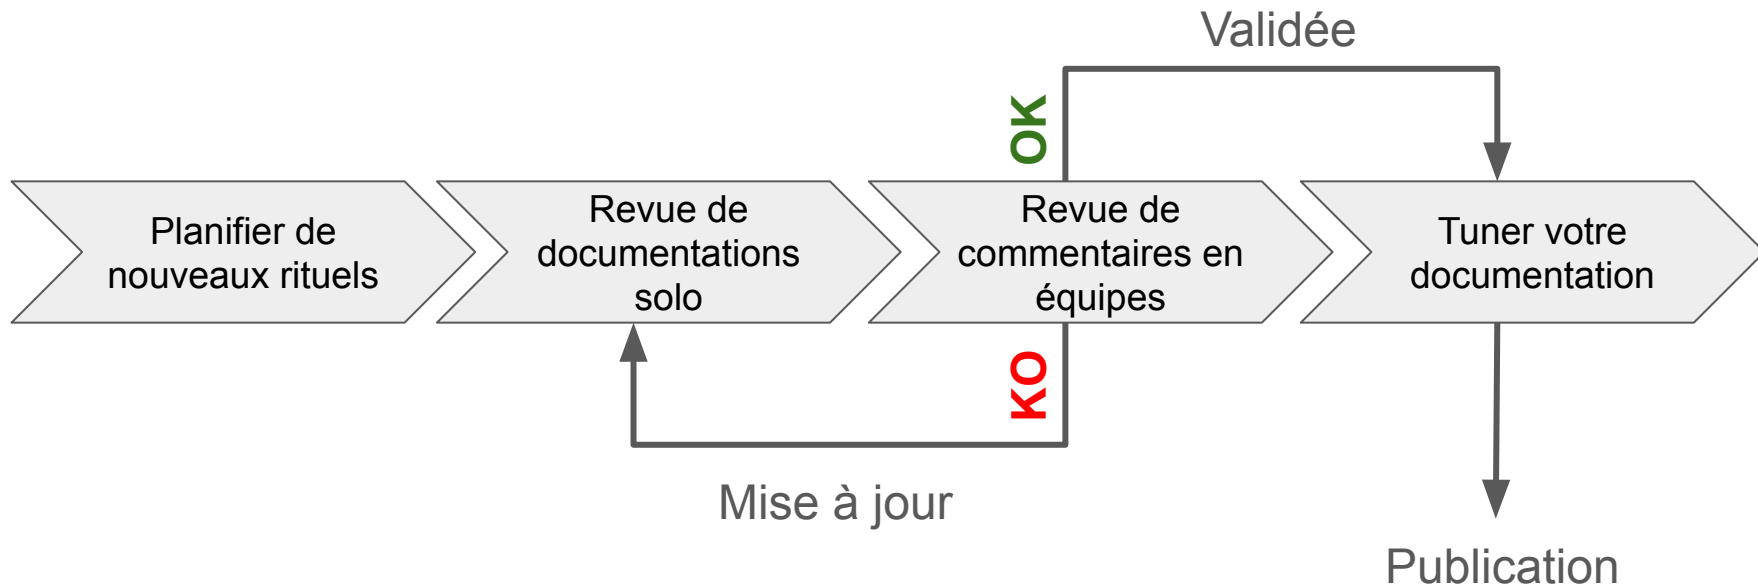 Validée
OK
Planifier de
nouveaux rituels
Revue de
documentations
solo
Revue de
commentaires en
équipes
Tuner votre
documentation
KO
Mise à jour
Publication